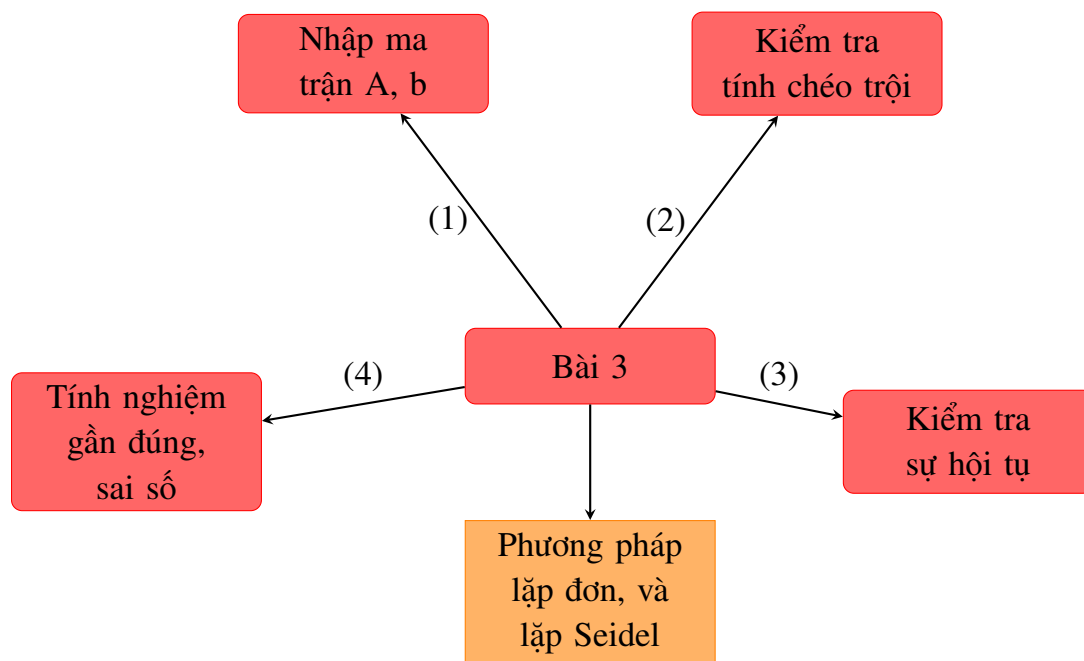 Nhập ma
trận A, b
Kiểm tra
tính chéo trội
(1)
(2)
Bài 3
(4)
(3)
Tính nghiệm
gần đúng,
sai số
Kiểm tra
sự hội tụ
Phương pháp
lặp đơn, và
lặp Seidel